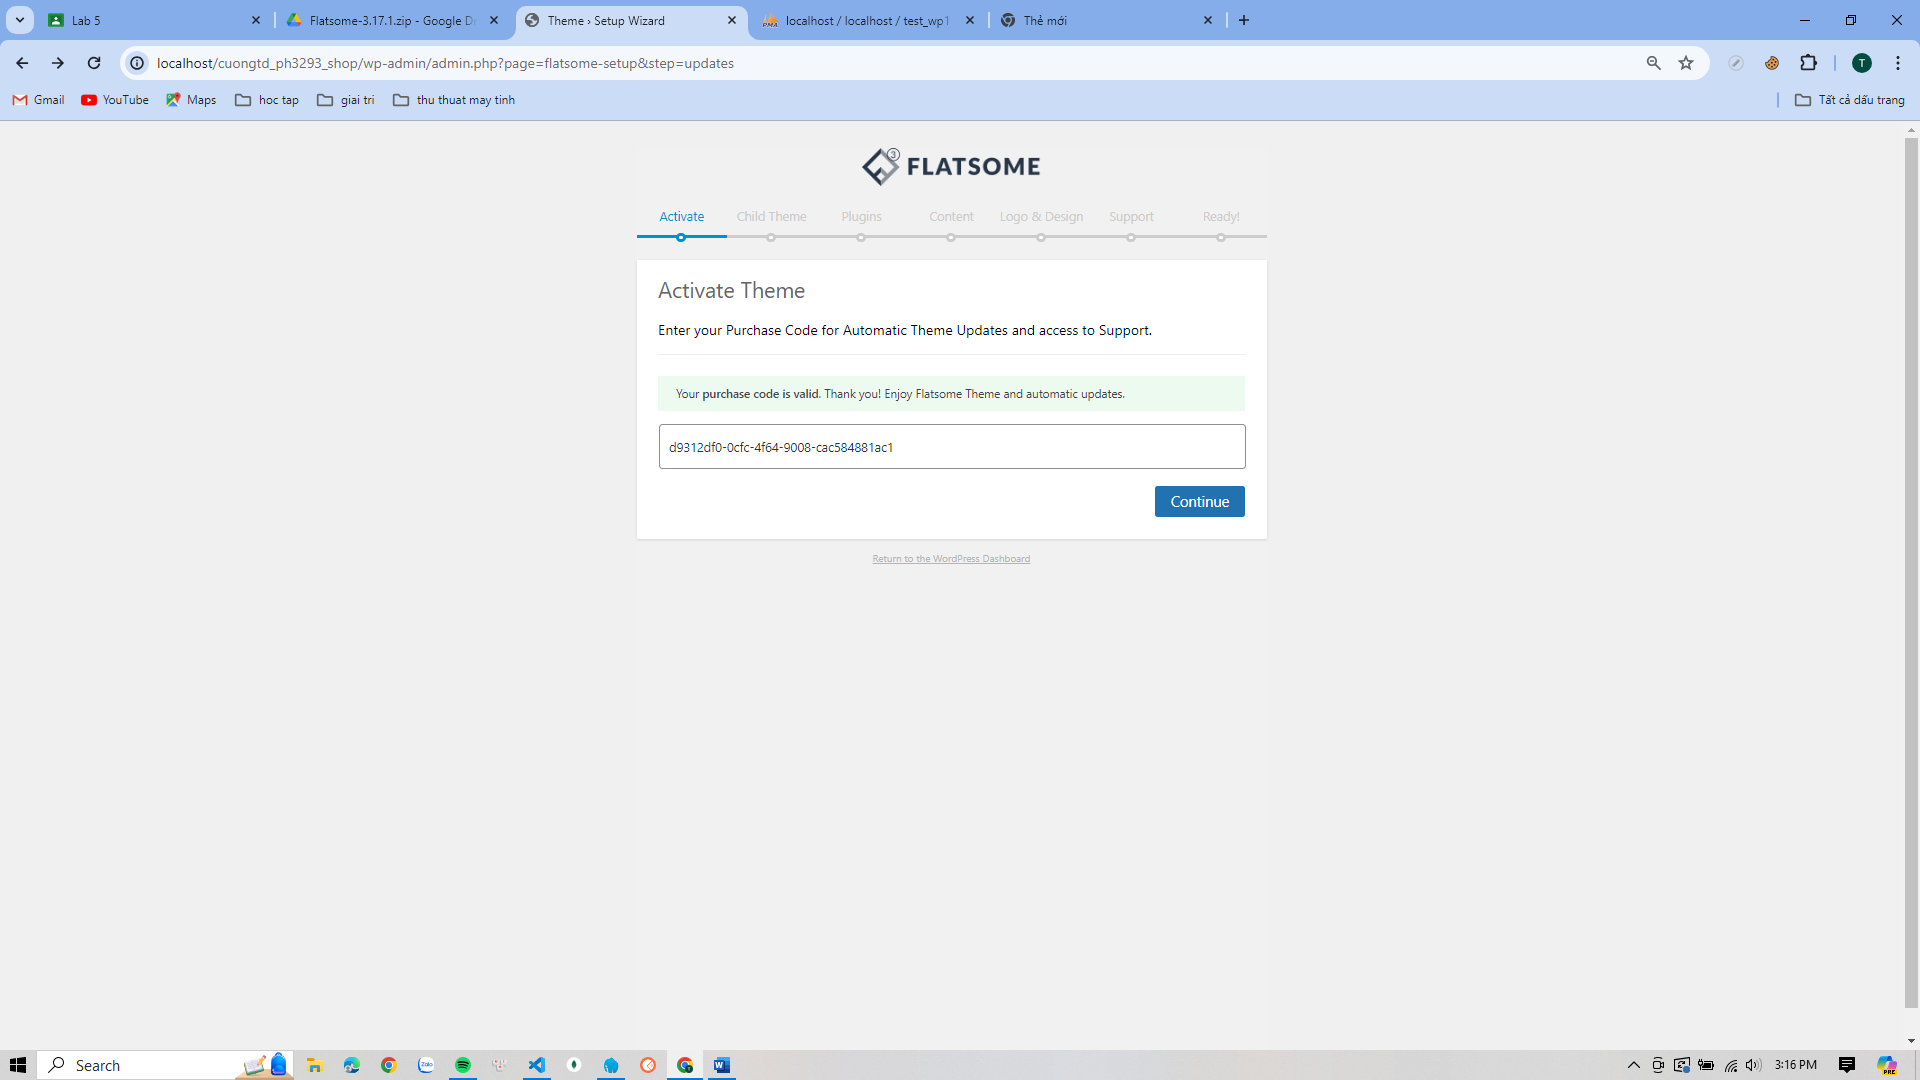 Lab 5
Flatsome-3.17.1.zip - Google Dr
Theme › Setup Wizard
localhost / localhost / test_wp1
Thẻ mới
localhost/cuongtd_ph3293_shop/wp-admin/admin.php?page=flatsome-setup&step=updates
T
Gmail
YouTube
Maps
hoc tap
giai tri
thu thuat may tinh
Tất cả dấu trang
3
FLATSOME
Activate
Child Theme
Plugins
Content
Logo & Design
Support
Ready!
Activate Theme
Enter your Purchase Code for Automatic Theme Updates and access to Support.
Your purchase code is valid. Thank you! Enjoy Flatsome Theme and automatic updates.
d9312df0-0cfc-4f64-9008-cac584881ac1
Continue
Return to the WordPress Dashboard
Search
Zalo
W
3:16 PM
PRE